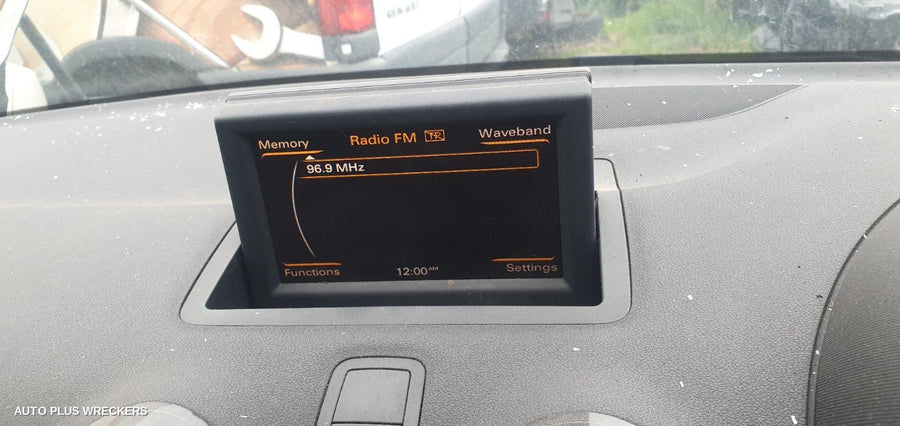 Memory
Radio FM
TP
Waveband
96.9 MHz
Functions
12:00AM
Settings
AUTO PLUS WRECKERS